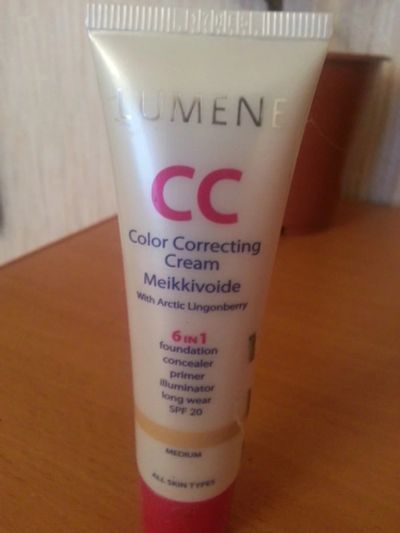 LUMENE
CC
Color Correcting
Cream
Meikkivoide
With Arctic Lingonberry
6 IN 1
foundation
concealer
primer
illuminator
long wear
SPF 20
MEDIUM
ALL SKIN TYPES